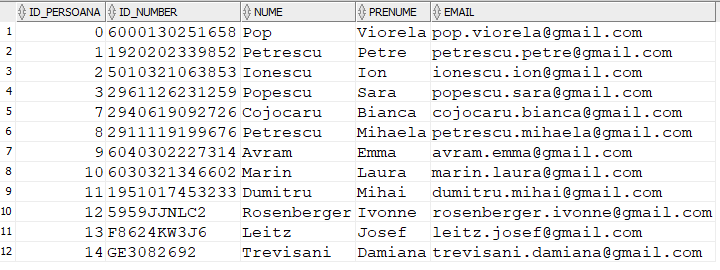 ID_PERSOANA ID_NUMBER NUME PRENUME EMAIL
1 0 6000130251658 Pop Viorela pop.viorela@gmail.com
2 1 1920202339852 Petrescu Petre petrescu.petre@gmail.com
3 2 5010321063853 Ionescu Ion ionescu.ion@gmail.com
4 3 2961126231259 Popescu Sara popescu.sara@gmail.com
5 7 2940619092726 Cojocaru Bianca cojocaru.bianca@gmail.com
6 8 2911119199676 Petrescu Mihaela petrescu.mihaela@gmail.com
7 9 6040302227314 Avram Emma avram.emma@gmail.com
8 10 6030321346602 Marin Laura marin.laura@gmail.com
9 11 1951017453233 Dumitru Mihai dumitru.mihai@gmail.com
10 12 5959JJNLC2 Rosenberger Ivonne rosenberger.ivonne@gmail.com
11 13 F8624KW3J6 Leitz Josef leitz.josef@gmail.com
12 14 GE3082692 Trevisani Damiana trevisani.damiana@gmail.com